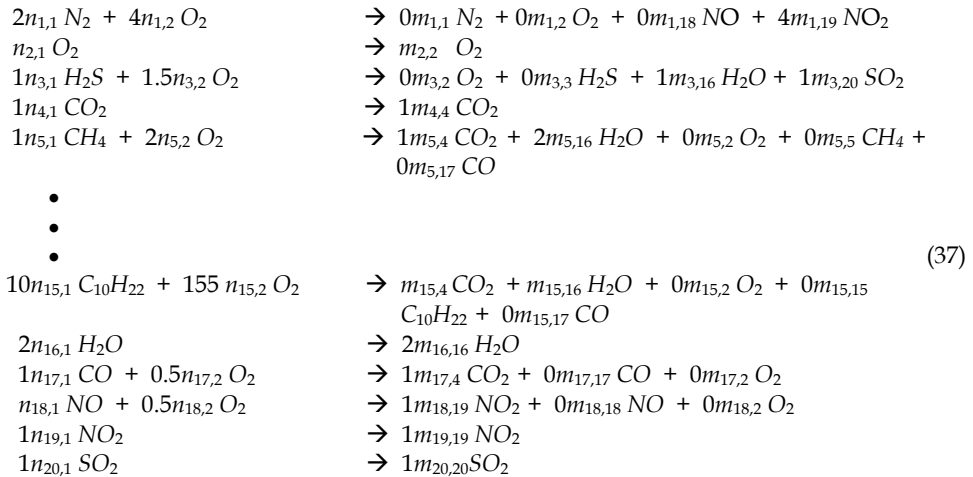 2n₁,₁ N₂ + 4n₁,₂ O₂ → 0m₁,₁ N₂ + 0m₁,₂ O₂ + 0m₁,₁₈ NO + 4m₁,₁₉ NO₂
n₂,₁ O₂ → m₂,₂ O₂
1n₃,₁ H₂S + 1.5n₃,₂ O₂ → 0m₃,₂ O₂ + 0m₃,₃ H₂S + 1m₃,₁₆ H₂O + 1m₃,₂₀ SO₂
1n₄,₁ CO₂ → 1m₄,₄ CO₂
1n₅,₁ CH₄ + 2n₅,₂ O₂ → 1m₅,₄ CO₂ + 2m₅,₁₆ H₂O + 0m₅,₂ O₂ + 0m₅,₅ CH₄ +
0m₅,₁₇ CO
•
•
• (37)
10n₁₅,₁ C₁₀H₂₂ + 155 n₁₅,₂ O₂ → m₁₅,₄ CO₂ + m₁₅,₁₆ H₂O + 0m₁₅,₂ O₂ + 0m₁₅,₁₅
C₁₀H₂₂ + 0m₁₅,₁₇ CO
2n₁₆,₁ H₂O → 2m₁₆,₁₆ H₂O
1n₁₇,₁ CO + 0.5n₁₇,₂ O₂ → 1m₁₇,₄ CO₂ + 0m₁₇,₁₇ CO + 0m₁₇,₂ O₂
n₁₈,₁ NO + 0.5n₁₈,₂ O₂ → 1m₁₈,₁₉ NO₂ + 0m₁₈,₁₈ NO + 0m₁₈,₂ O₂
1n₁₉,₁ NO₂ → 1m₁₉,₁₉ NO₂
1n₂₀,₁ SO₂ → 1m₂₀,₂₀SO₂